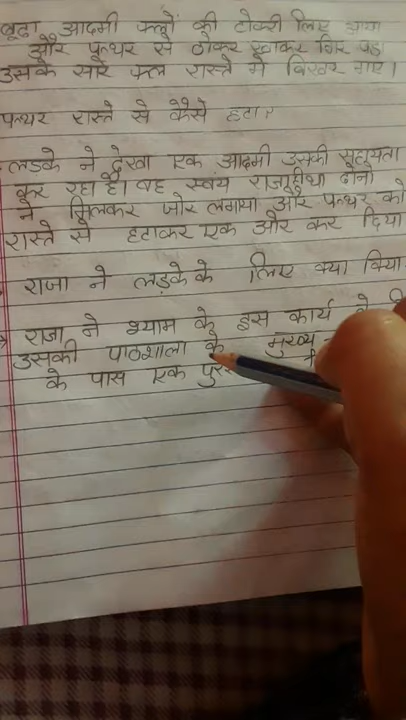 बूढा आदमी फलों की टोकरी लिए आया
और पत्थर से ठोकर खाकर गिर पडा
उसके सारे फल रास्ते में बिखर गए।
पत्थर रास्ते से कैसे हटा?
लडके ने देखा एक आदमी उसकी सहायता
कर रहा है। वह स्वयं राजा ही था दोनो
ने मिलकर जोर लगाया और पत्थर को
रास्ते से हटाकर एक और कर दिया
राजा ने लड़के के लिए क्या किया
राजा ने श्याम के इस कार्य के
उसकी पाठशाला के मुख्य
के पास एक